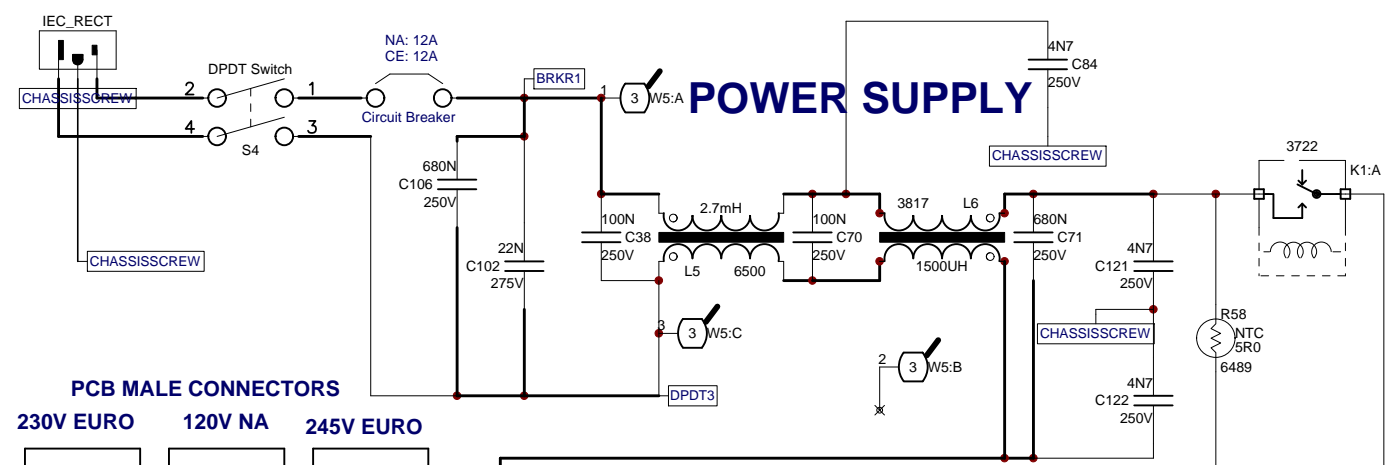 IEC_RECT
NA: 12A
CE: 12A
DPDT Switch
CHASSISSCREW
2
1
4
3
S4
Circuit Breaker
BRKR1
1
3
W5:A
POWER SUPPLY
4N7
C84
250V
CHASSISSCREW
3722
K1:A
680N
C106
250V
22N
C102
275V
100N
C38
250V
2.7mH
L5
6500
100N
C70
250V
3817
L6
1500UH
680N
C71
250V
4N7
C121
250V
CHASSISSCREW
CHASSISSCREW
3
3
W5:C
2
3
W5:B
R58
NTC
5R0
6489
4N7
C122
250V
DPDT3
PCB MALE CONNECTORS
230V EURO
120V NA
245V EURO